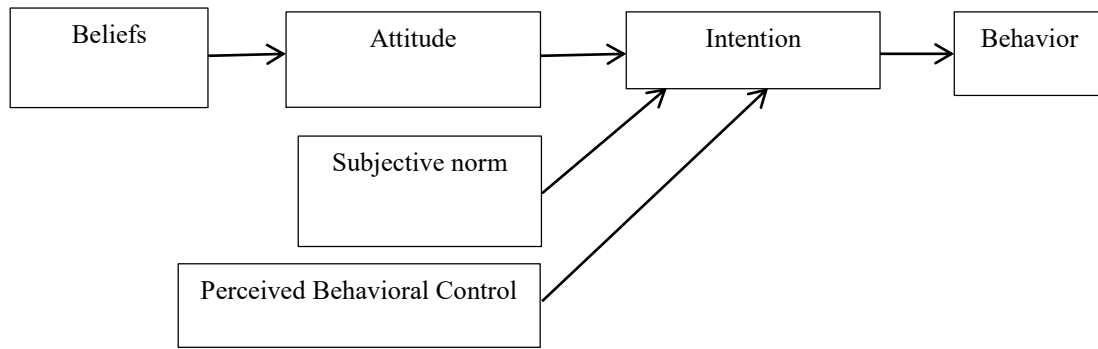 Beliefs
Attitude
Intention
Behavior
Subjective norm
Perceived Behavioral Control